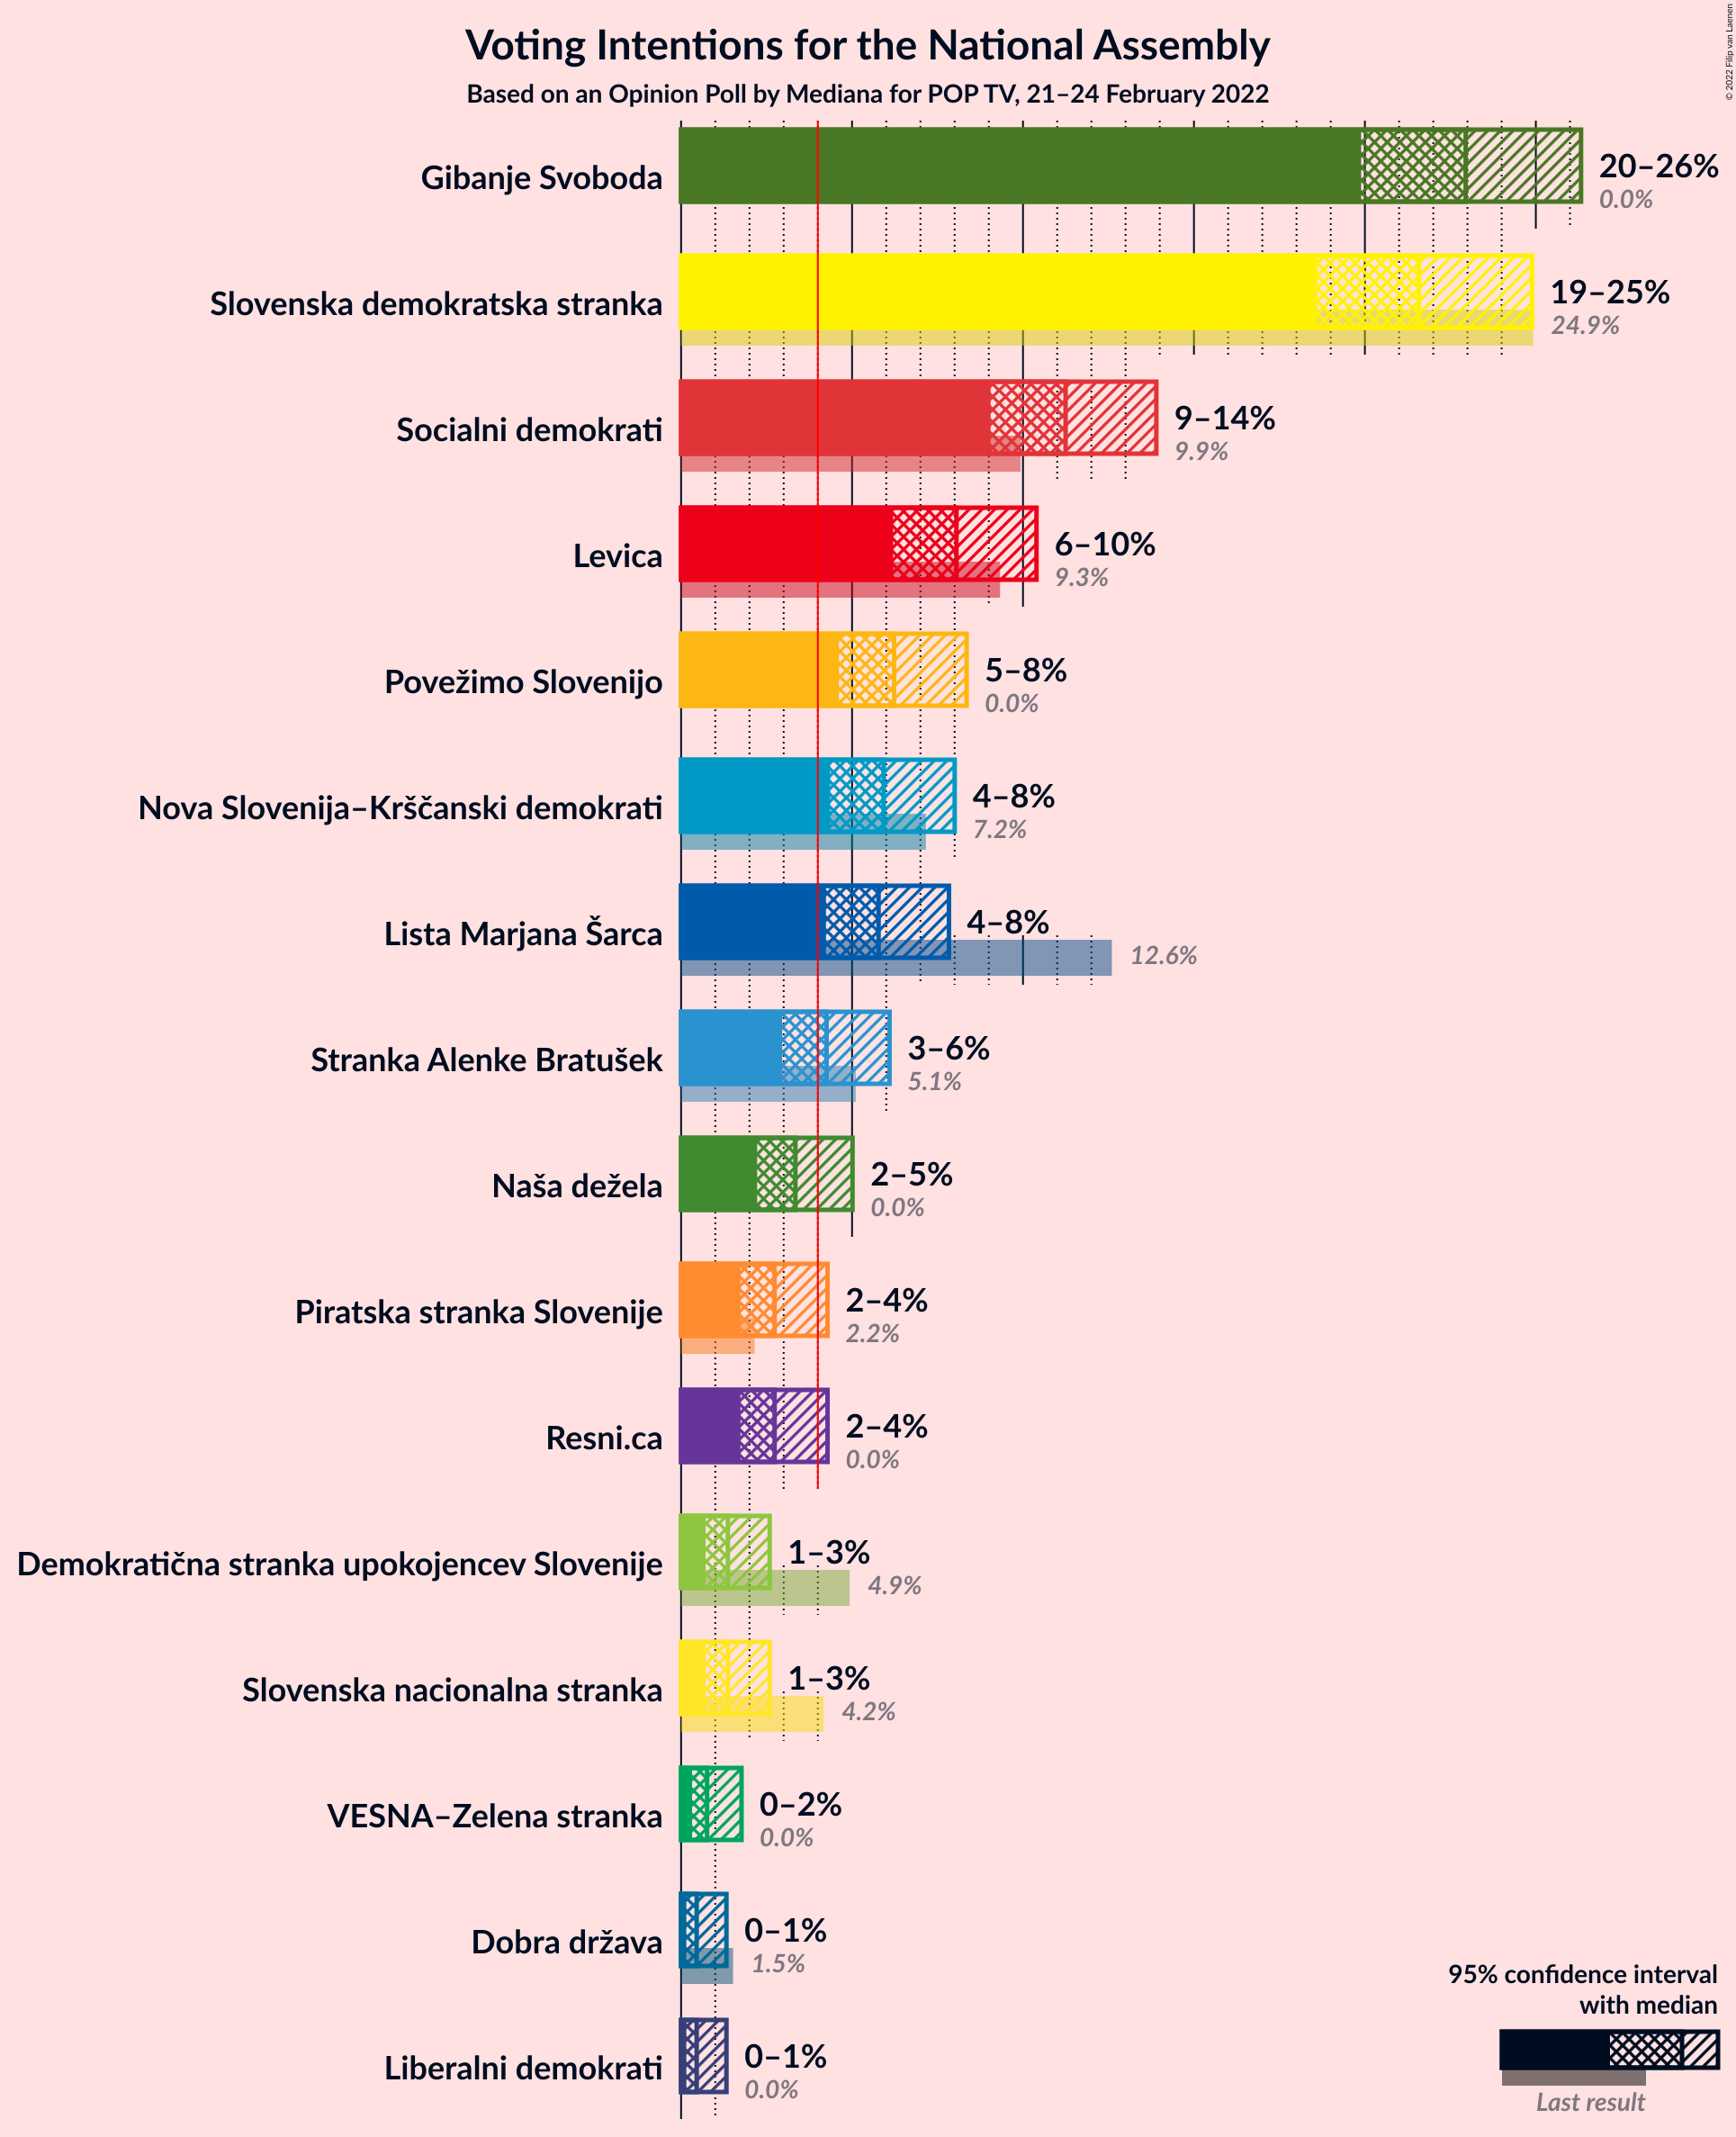 Voting Intentions for the National Assembly
Based on an Opinion Poll by Mediana for POP TV, 21–24 February 2022
© 2022 Filip van Laenen
Gibanje Svoboda
20–26%
0.0%
Slovenska demokratska stranka
19–25%
24.9%
Socialni demokrati
9–14%
9.9%
Levica
6–10%
9.3%
Povežimo Slovenijo
5–8%
0.0%
Nova Slovenija–Krščanski demokrati
4–8%
7.2%
Lista Marjana Šarca
4–8%
12.6%
Stranka Alenke Bratušek
3–6%
5.1%
Naša dežela
2–5%
0.0%
Piratska stranka Slovenije
2–4%
2.2%
Resni.ca
2–4%
0.0%
Demokratična stranka upokojencev Slovenije
1–3%
4.9%
Slovenska nacionalna stranka
1–3%
4.2%
VESNA–Zelena stranka
0–2%
0.0%
Dobra država
0–1%
1.5%
Liberalni demokrati
0–1%
0.0%
95% confidence interval
with median
Last result